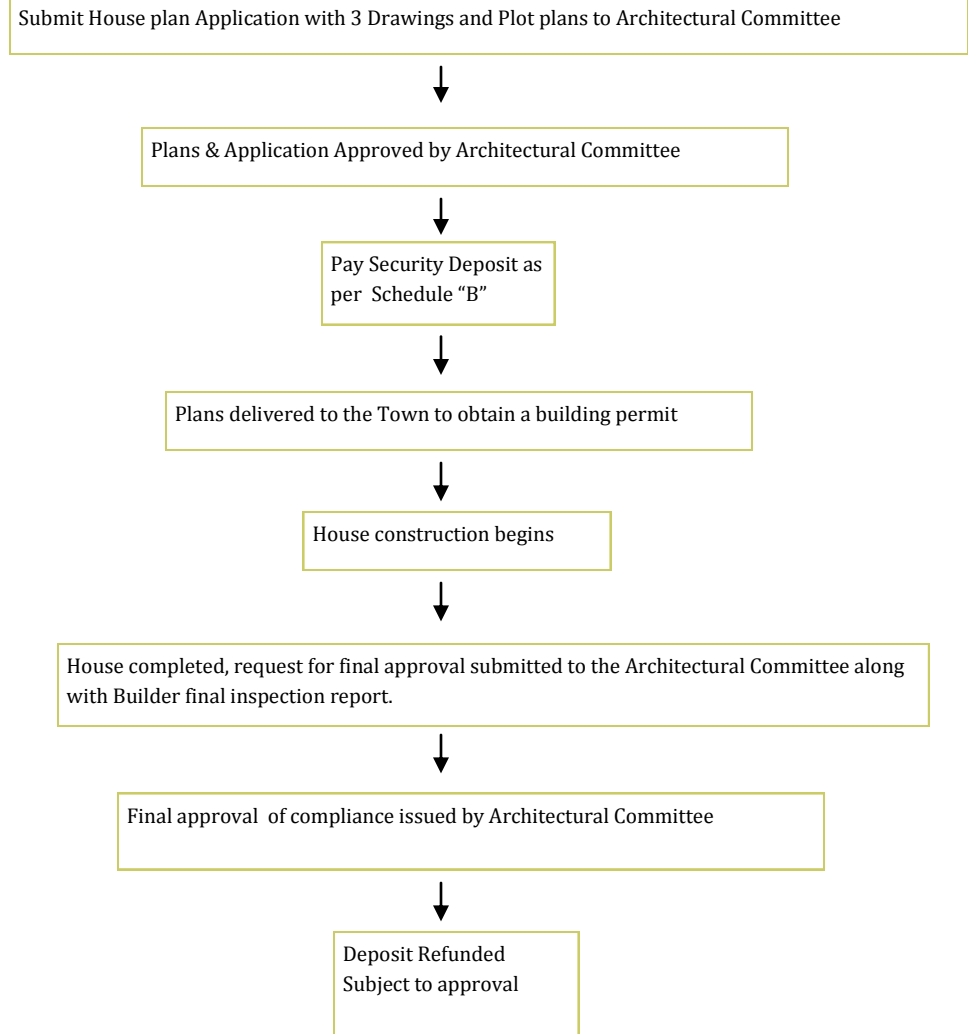 Submit House plan Application with 3 Drawings and Plot plans to Architectural Committee
Plans & Application Approved by Architectural Committee
Pay Security Deposit as
per Schedule “B”
Plans delivered to the Town to obtain a building permit
House construction begins
House completed, request for final approval submitted to the Architectural Committee along
with Builder final inspection report.
Final approval of compliance issued by Architectural Committee
Deposit Refunded
Subject to approval